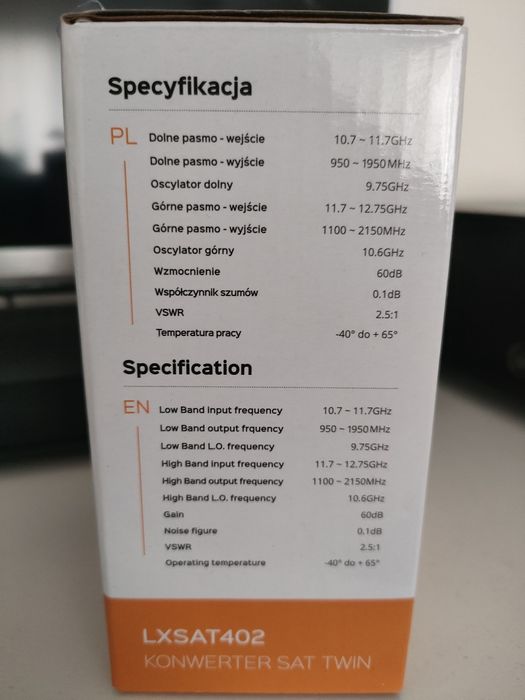 Specyfikacja
PL Dolne pasmo - wejście 10.7 ~ 11.7GHz
Dolne pasmo - wyjście 950 ~ 1950MHz
Oscylator dolny 9.75GHz
Górne pasmo - wejście 11.7 ~ 12.75GHz
Górne pasmo - wyjście 1100 ~ 2150MHz
Oscylator górny 10.6GHz
Wzmocnienie 60dB
Współczynnik szumów 0.1dB
VSWR 2.5:1
Temperatura pracy -40° do + 65°
Specification
EN Low Band input frequency 10.7 ~ 11.7GHz
Low Band output frquency 950 ~ 1950MHz
Low Band L.O. frequency 9.75GHz
High Band input frequency 11.7 ~ 12.75GHz
High Band output frequency 1100 ~ 2150MHz
High Band L.O. frequency 10.6GHz
Gain 60dB
Noise figure 0.1dB
VSWR 2.5:1
Operating temperature -40° do + 65°
LXSAT402
KONWERTER SAT TWIN